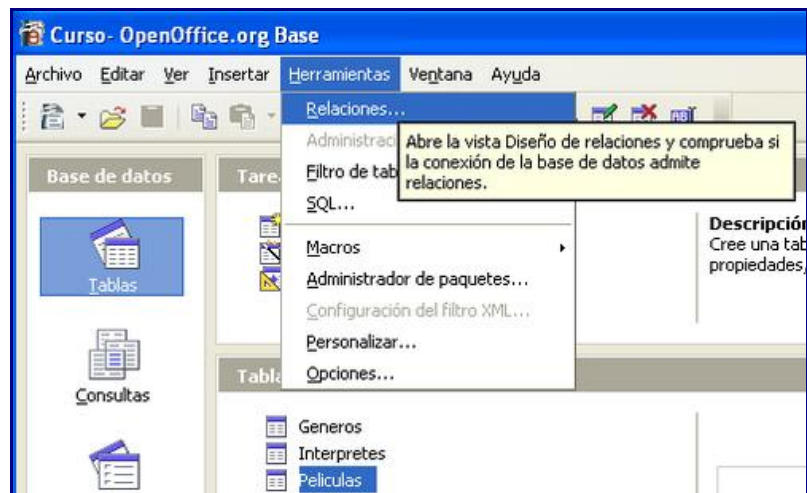 Curso- OpenOffice.org Base
Archivo Editar Ver Insertar Herramientas Ventana Ayuda
Relaciones...
Abre la vista Diseño de relaciones y comprueba si
la conexión de la base de datos admite
relaciones.
Filtro de tab
SQL...
Macros
Administrador de paquetes...
Configuración del filtro XML...
Personalizar...
Opciones...
Base de datos
Tablas
Consultas
Descripción
Cree una tab
propiedades,
Generos
Interpretes
Peliculas